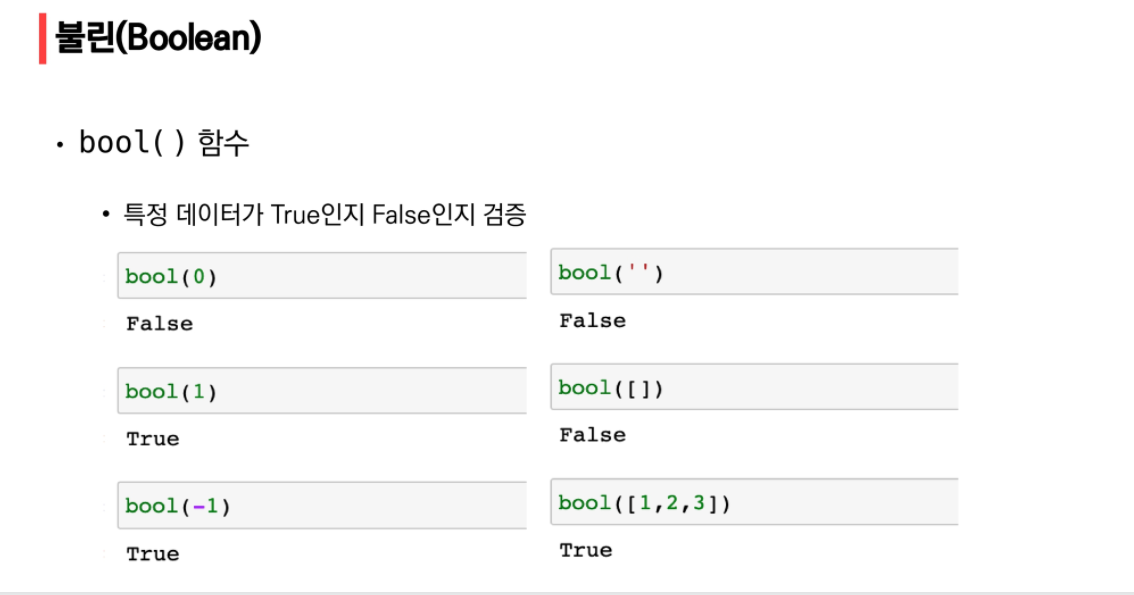 불린(Boolean)
• bool() 함수
• 특정 데이터가 True인지 False인지 검증
bool(0)
False
bool(1)
True
bool(-1)
True
bool('')
False
bool([])
False
bool([1,2,3])
True